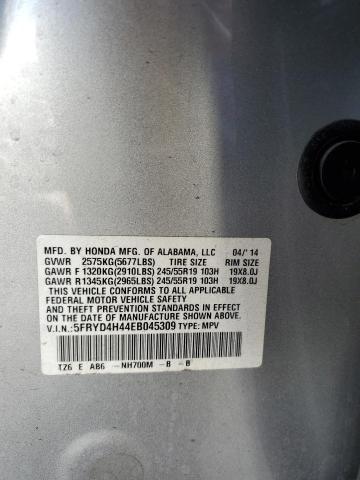 MFD. BY HONDA MFG. OF ALABAMA, LLC 04/'14
GVWR 2575KG(5677LBS) TIRE SIZE RIM SIZE
GAWR F 1320KG(2910LBS) 245/55R19 103H 19X8.0J
GAWR R1345KG(2965LBS) 245/55R19 103H 19X8.0J
THIS VEHICLE CONFORMS TO ALL APPLICABLE
FEDERAL MOTOR VEHICLE SAFETY
AND THEFT PREVENTION STANDARDS IN EFFECT
ON THE DATE OF MANUFACTURE SHOWN ABOVE.
V.I.N.:5FRYD4H44EB045309 TYPE: MPV
TZ6 E AB6 -NH700M -B -B